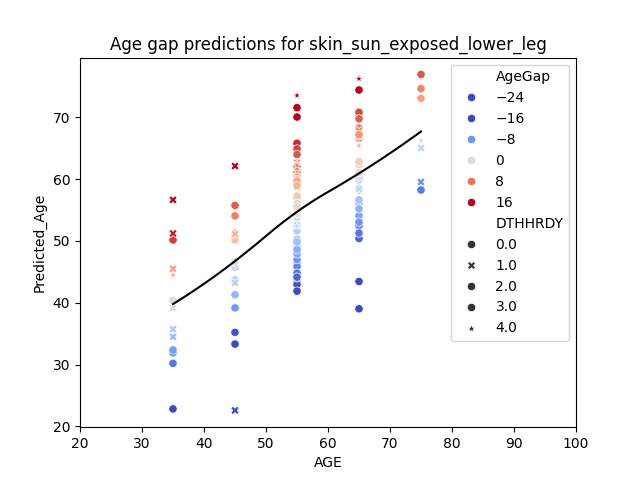 Age gap predictions for skin_sun_exposed_lower_leg
Predicted_Age
70
60
50
40
30
20
20 30 40 50 60 70 80 90 100
AGE
AgeGap
−24
−16
−8
0
8
16
DTHHRDY
0.0
1.0
2.0
3.0
4.0